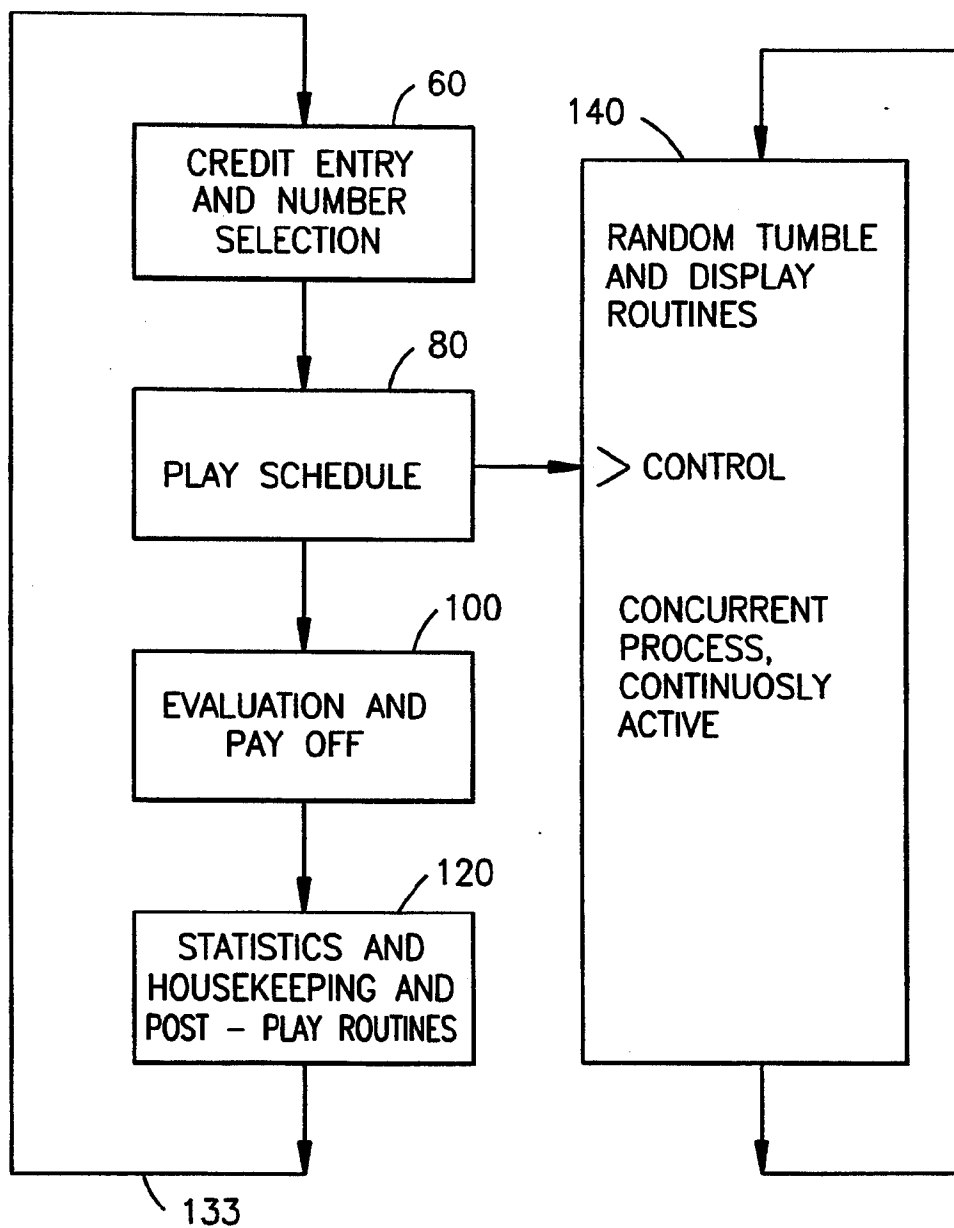 60
CREDIT ENTRY
AND NUMBER
SELECTION
80
PLAY SCHEDULE
100
EVALUATION AND
PAY OFF
120
STATISTICS AND
HOUSEKEEPING AND
POST – PLAY ROUTINES
133
140
RANDOM TUMBLE
AND DISPLAY
ROUTINES
CONTROL
CONCURRENT
PROCESS,
CONTINUOSLY
ACTIVE